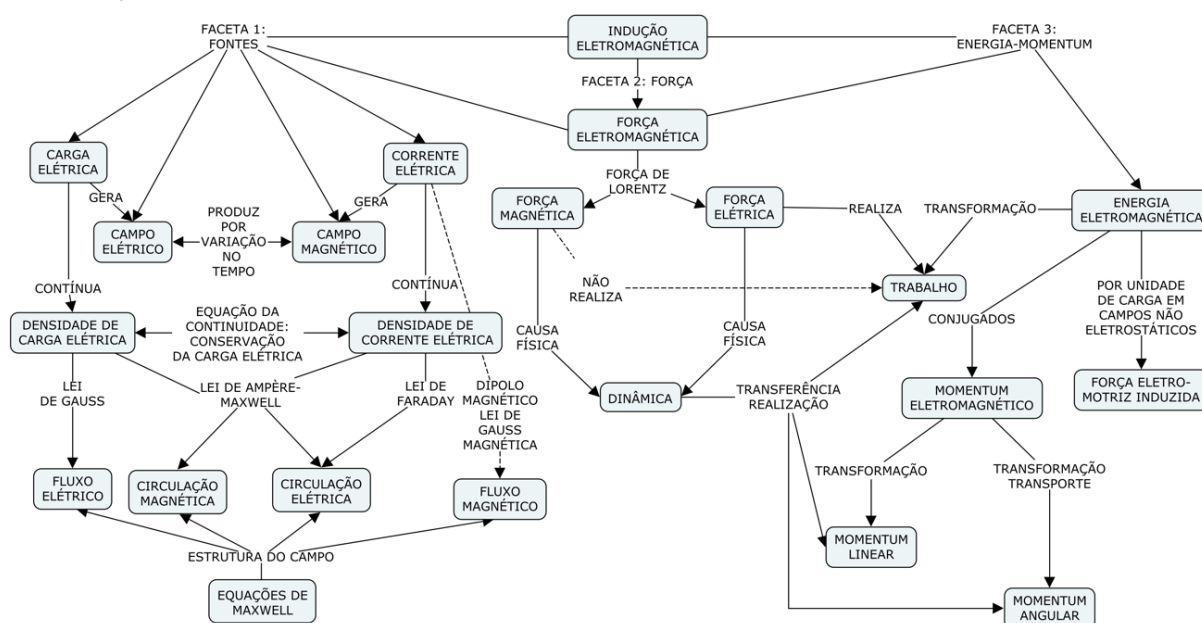 FACETA 1:
FONTES
INDUÇÃO
ELETROMAGNÉTICA
FACETA 3:
ENERGIA-MOMENTUM
FACETA 2: FORÇA
FORÇA
ELETROMAGNÉTICA
CARGA
ELÉTRICA
CORRENTE
ELÉTRICA
FORÇA DE
LORENTZ
GERA
GERA
FORÇA
MAGNÉTICA
FORÇA
ELÉTRICA
REALIZA
TRANSFORMAÇÃO
ENERGIA
ELETROMAGNÉTICA
CAMPO
ELÉTRICO
PRODUZ
POR
VARIAÇÃO
NO
TEMPO
CAMPO
MAGNÉTICO
CONTÍNUA
CONTÍNUA
NÃO
REALIZA
TRABALHO
POR UNIDADE
DE CARGA EM
CAMPOS NÃO
ELETROSTÁTICOS
DENSIDADE DE
CARGA ELÉTRICA
EQUAÇÃO DA
CONTINUIDADE:
CONSERVAÇÃO
DA CARGA ELÉTRICA
DENSIDADE DE
CORRENTE ELÉTRICA
CAUSA
FÍSICA
CAUSA
FÍSICA
CONJUGADOS
LEI
DE GAUSS
LEI DE AMPÈRE-
MAXWELL
LEI DE
FARADAY
DIPOLO
MAGNÉTICO
LEI DE
GAUSS
MAGNÉTICA
DINÂMICA
TRANSFERÊNCIA
REALIZAÇÃO
MOMENTUM
ELETROMAGNÉTICO
FORÇA ELETRO-
MOTRIZ INDUZIDA
FLUXO
ELÉTRICO
CIRCULAÇÃO
MAGNÉTICA
CIRCULAÇÃO
ELÉTRICA
FLUXO
MAGNÉTICO
TRANSFORMAÇÃO
TRANSFORMAÇÃO
TRANSPORTE
ESTRUTURA DO CAMPO
MOMENTUM
LINEAR
EQUAÇÕES DE
MAXWELL
MOMENTUM
ANGULAR